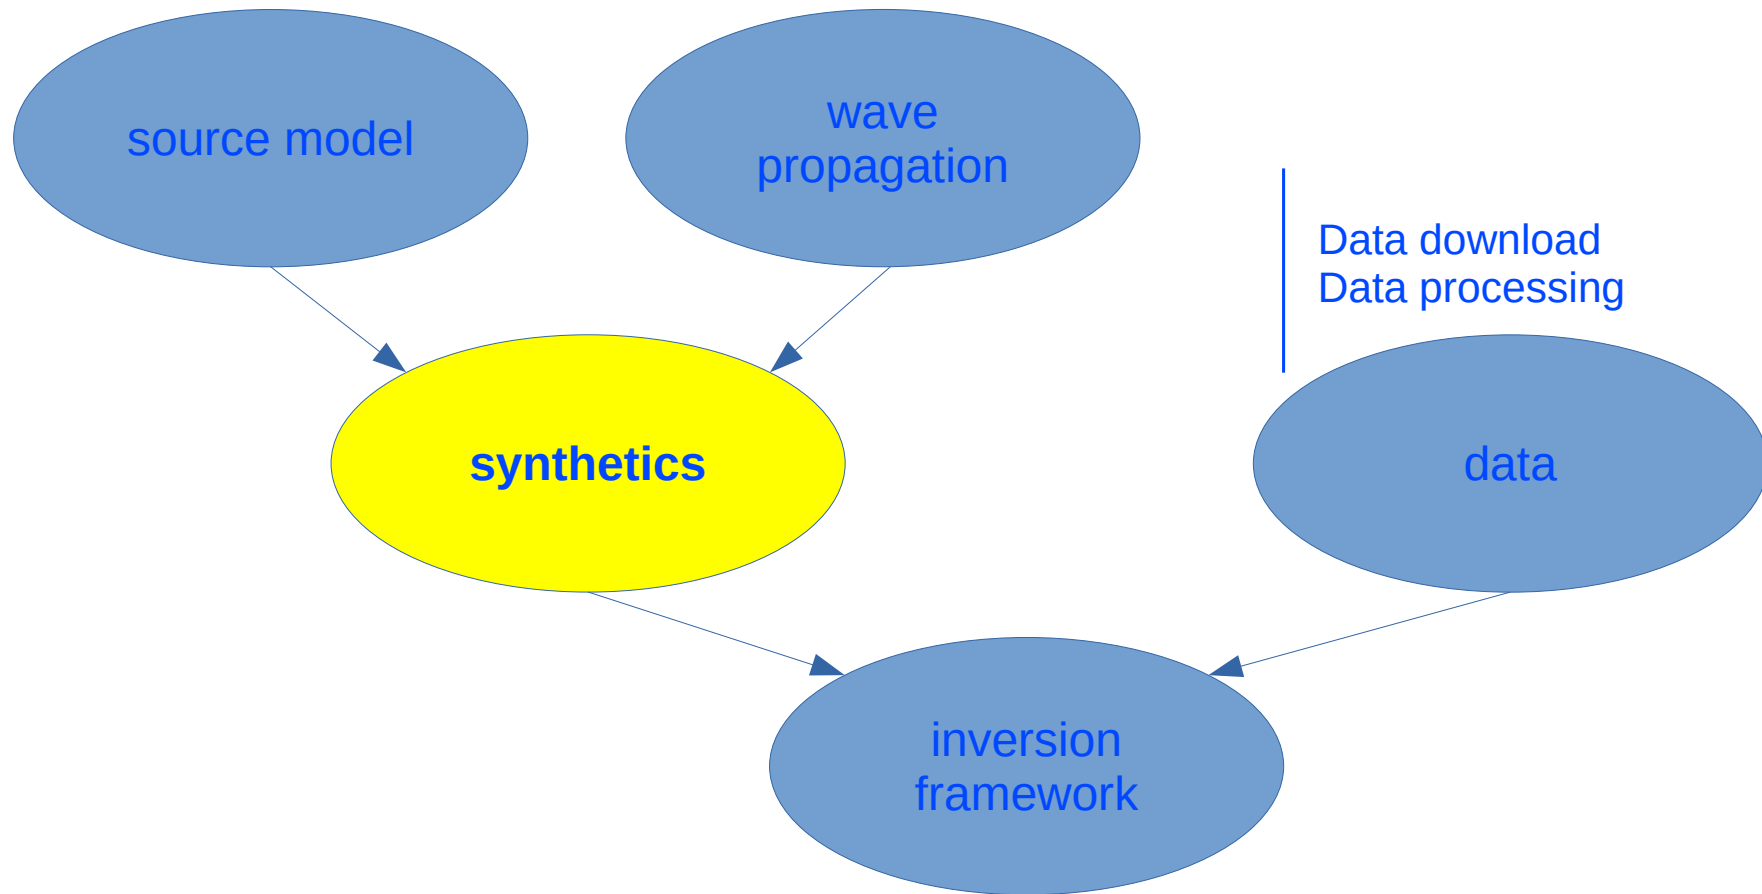 source model
wave
propagation
Data download
Data processing
synthetics
data
inversion
framework